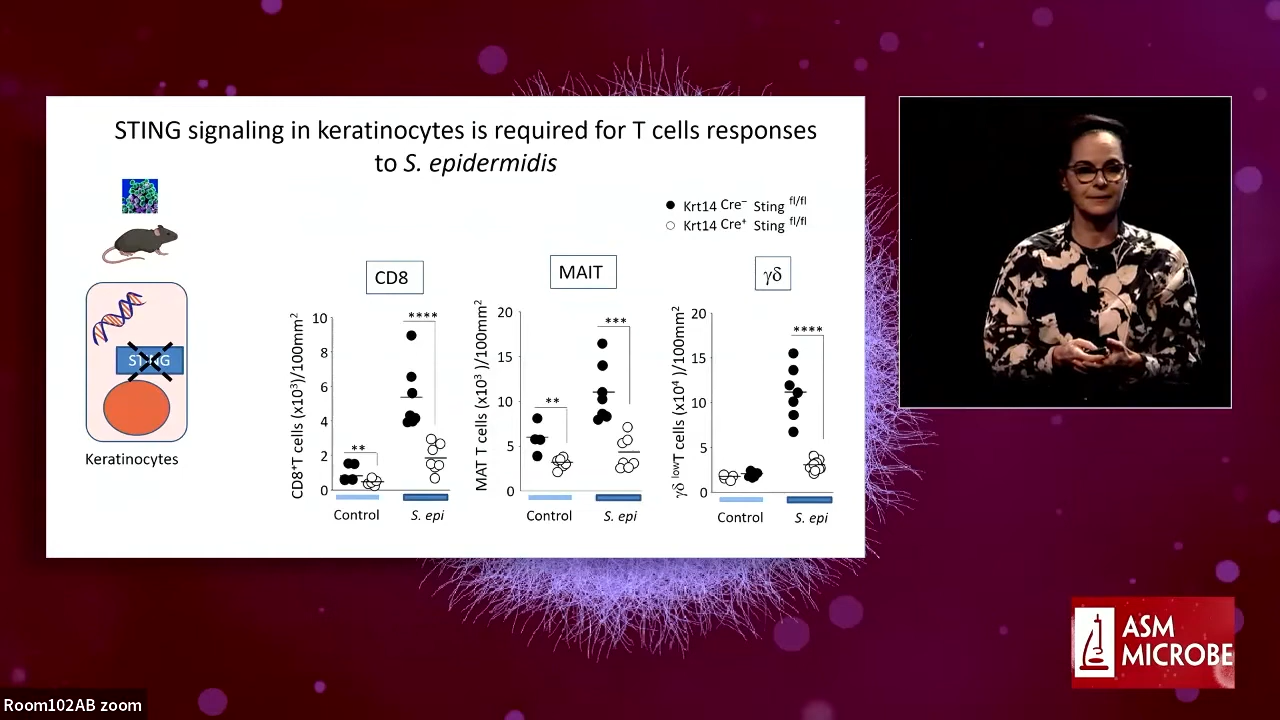 STING signaling in keratinocytes is required for T cells responses
to S. epidermidis
Krt14 Cre− Sting fl/fl
Krt14 Cre+ Sting fl/fl
STING
Keratinocytes
CD8
CD8+T cells (x10³)/100mm²
10
8
6
4
2
0
**
****
Control
S. epi
MAIT
MAT T cells (x10³ )/100mm²
20
15
10
5
0
**
***
Control
S. epi
γδ
γδ lowT cells (x10⁴ )/100mm²
20
15
10
5
0
****
Control
S. epi
ASM
MICROBE
Room102AB zoom